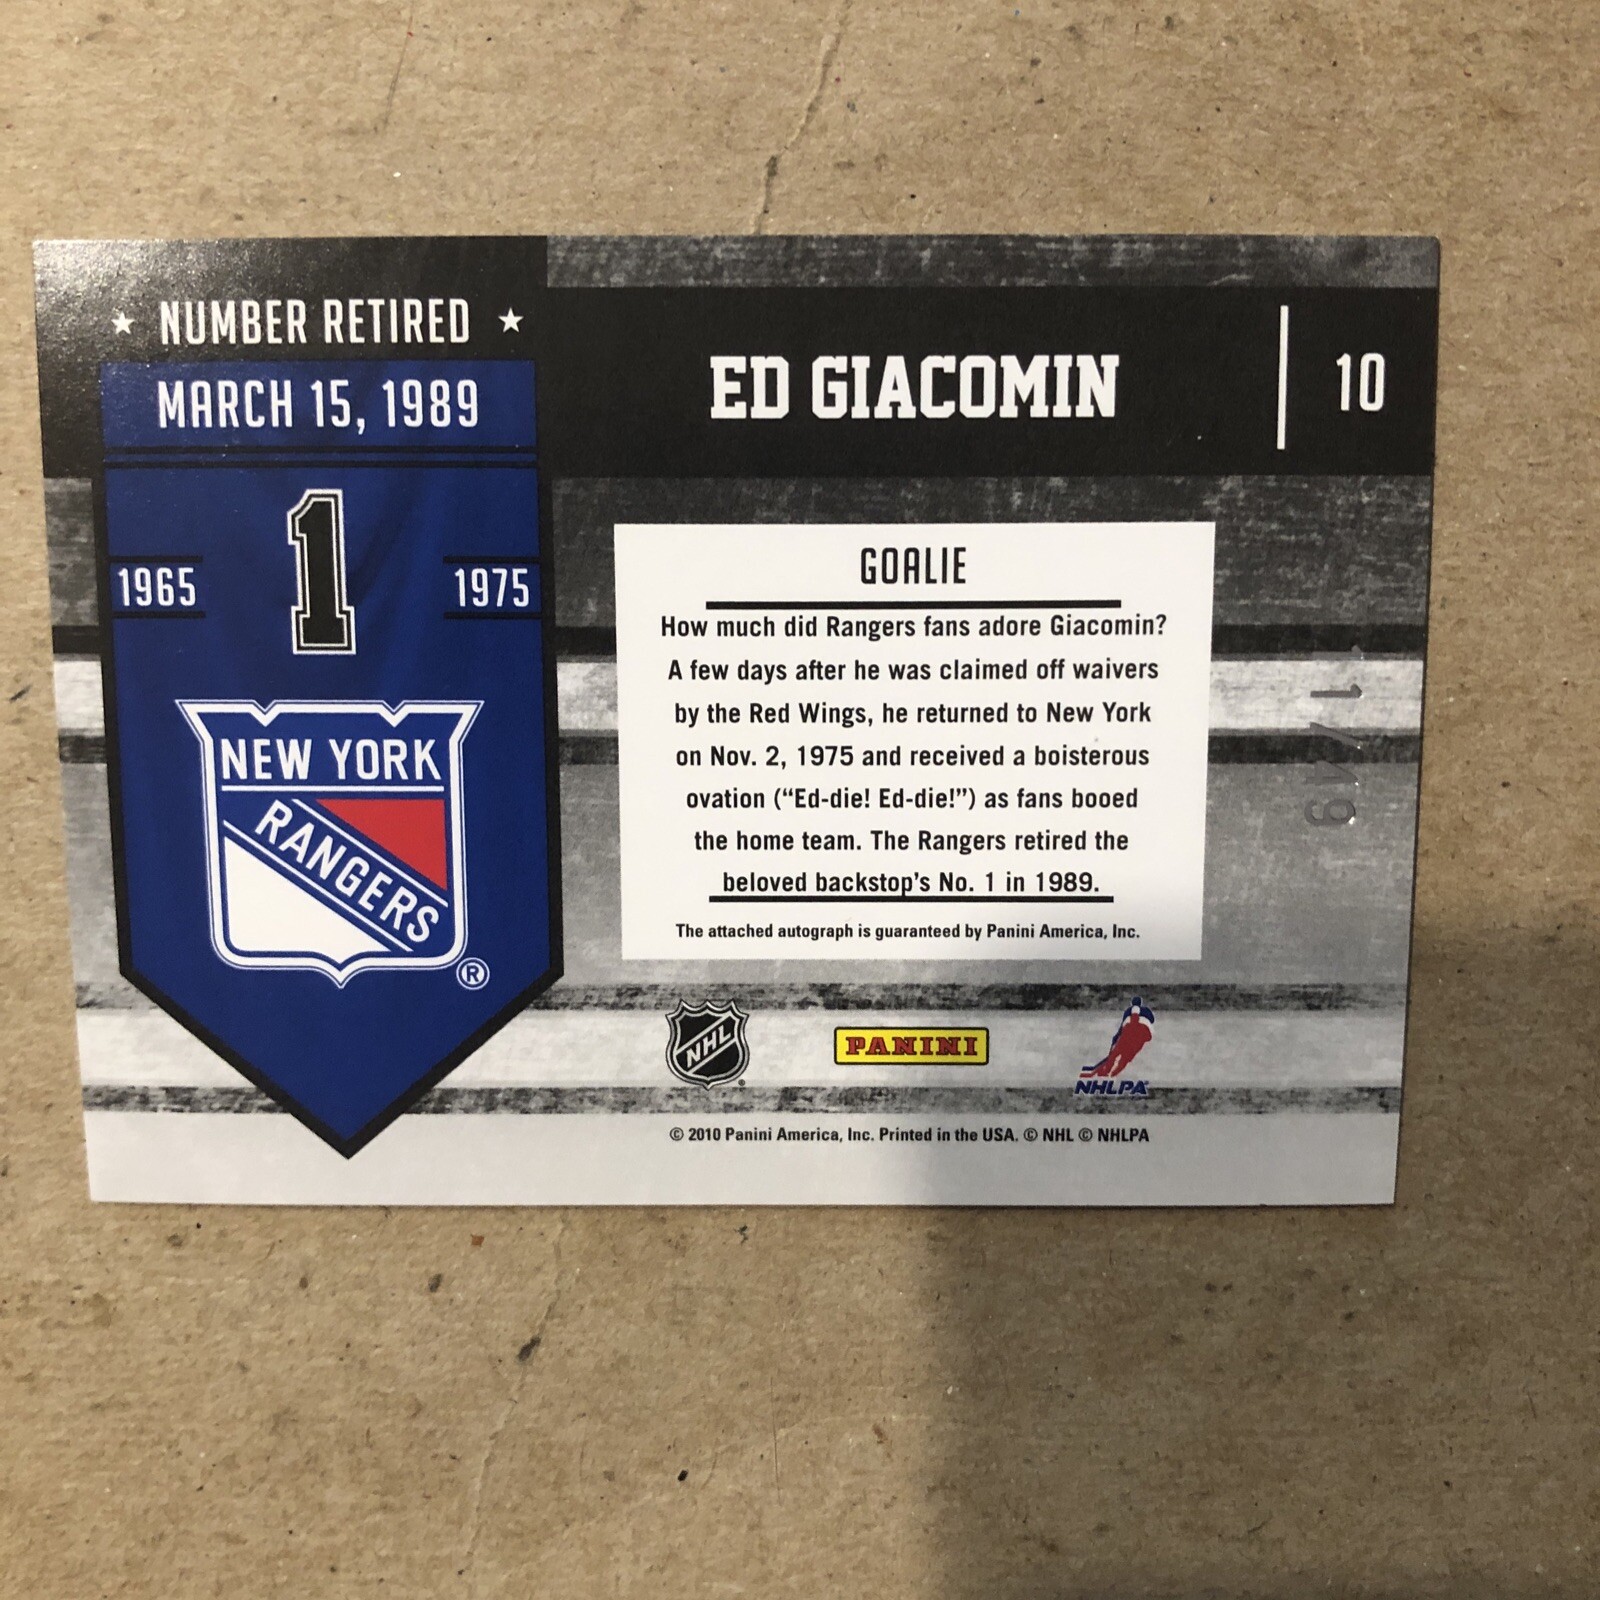 NUMBER RETIRED
MARCH 15, 1989
1
1965
1975
NEW YORK
RANGERS
®
ED GIACOMIN
10
GOALIE
How much did Rangers fans adore Giacomin?
A few days after he was claimed off waivers
by the Red Wings, he returned to New York
on Nov. 2, 1975 and received a boisterous
ovation (“Ed-die! Ed-die!”) as fans booed
the home team. The Rangers retired the
beloved backstop's No. 1 in 1989.
The attached autograph is guaranteed by Panini America, Inc.
NHL
PANINI
NHLPA
© 2010 Panini America, Inc. Printed in the USA. © NHL © NHLPA